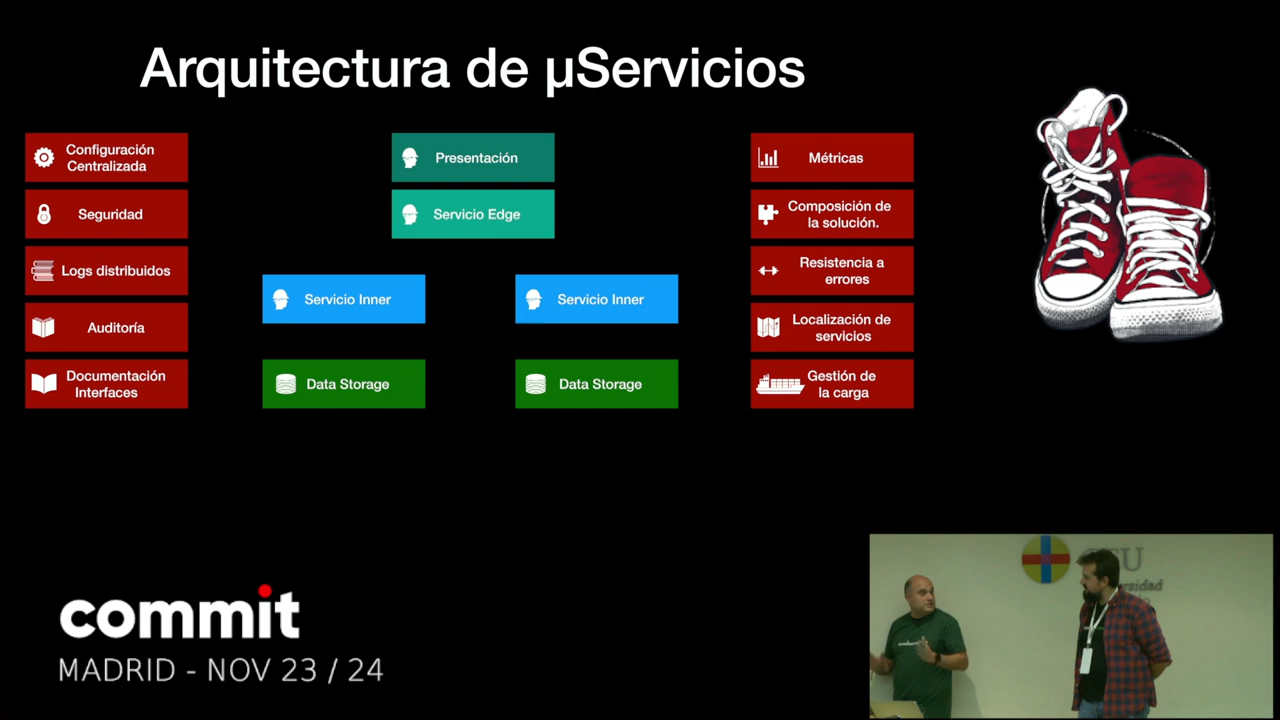 Arquitectura de µServicios
Configuración
Centralizada
Seguridad
Logs distribuidos
Auditoría
Documentación
Interfaces
Presentación
Servicio Edge
Servicio Inner
Servicio Inner
Data Storage
Data Storage
Métricas
Composición de
la solución.
Resistencia a
errores
Localización de
servicios
Gestión de
la carga
commit
MADRID - NOV 23 / 24